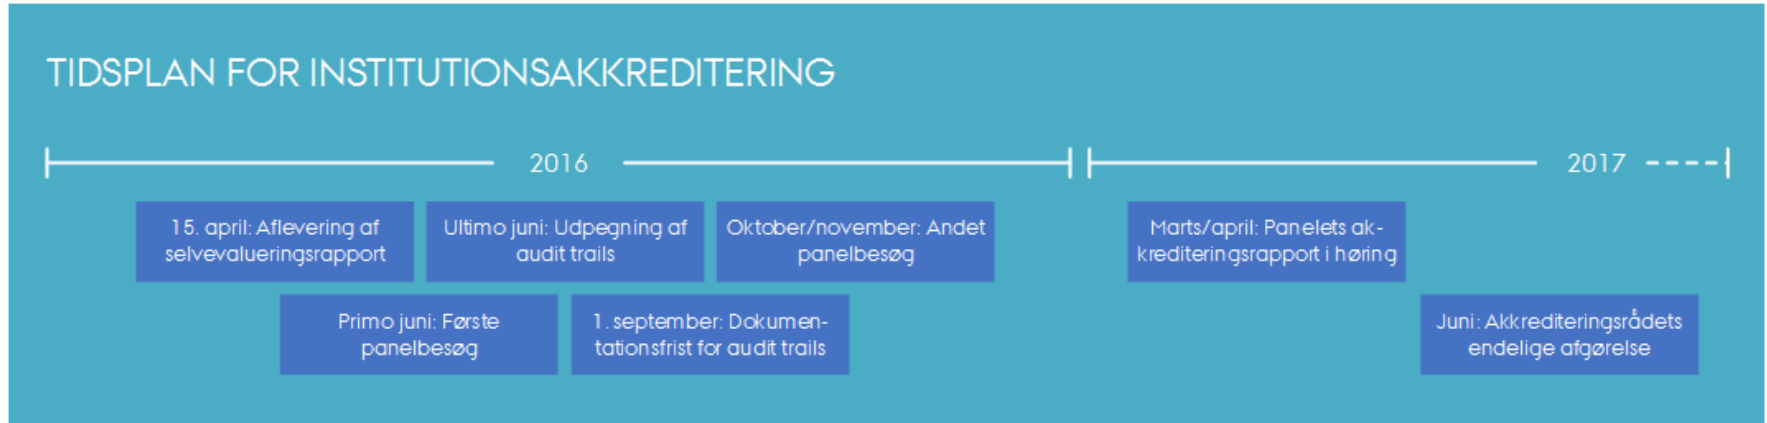 TIDSPLAN FOR INSTITUTIONSAKKREDITERING
2016
2017
15. april: Aflevering af
selvevalueringsrapport
Primo juni: Første
panelbesøg
Ultimo juni: Udpegning af
audit trails
1. september: Dokumen-
tationsfrist for audit trails
Oktober/november: Andet
panelbesøg
Marts/april: Panelets ak-
krediteringsrapport i høring
Juni: Akkrediteringsrådets
endelige afgørelse